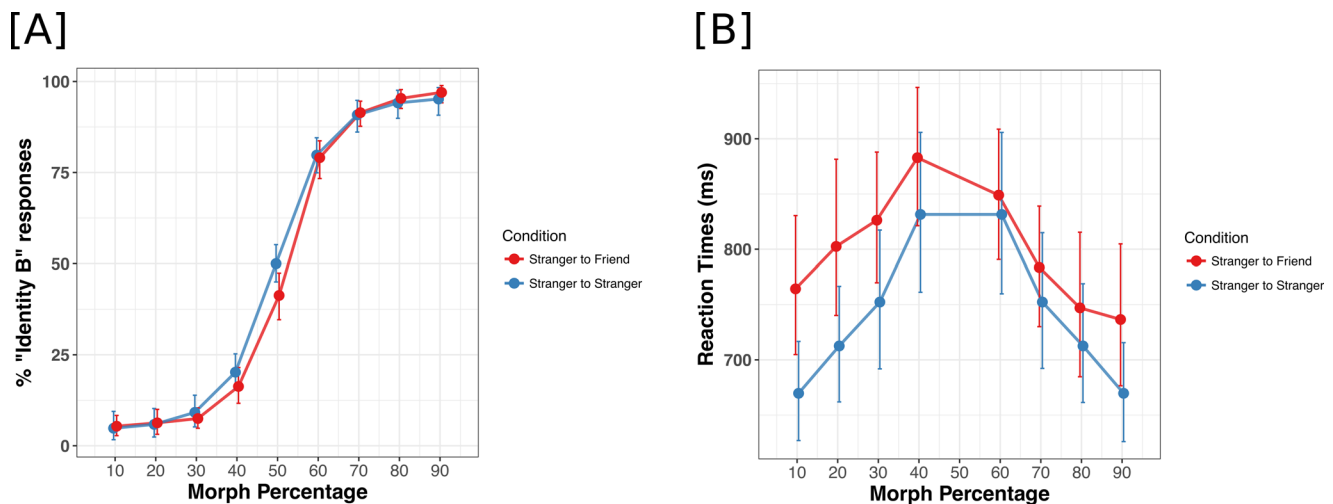 [A]
% "Identity B" responses
100
75
50
25
0
10 20 30 40 50 60 70 80 90
Morph Percentage
Condition
Stranger to Friend
Stranger to Stranger
[B]
Reaction Times (ms)
900
800
700
10 20 30 40 50 60 70 80 90
Morph Percentage
Condition
Stranger to Friend
Stranger to Stranger